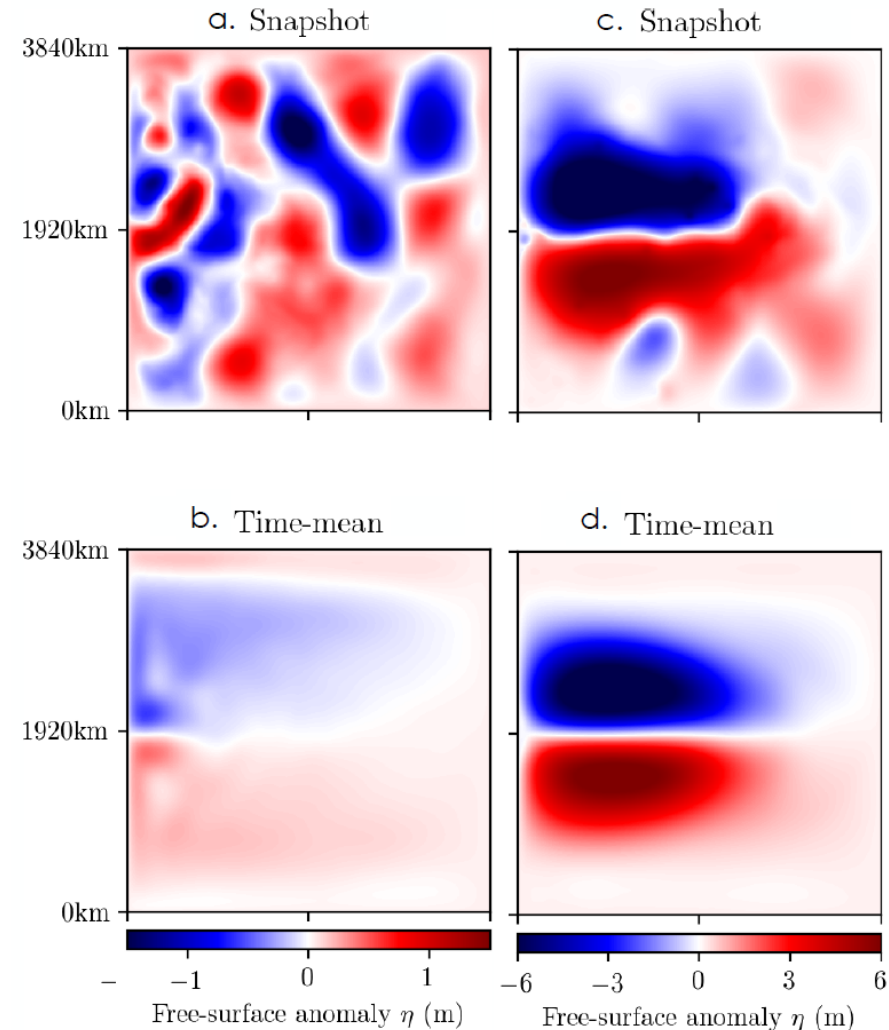 a. Snapshot
c. Snapshot
3840km
1920km
0km
b. Time-mean
d. Time-mean
3840km
1920km
0km
− −1 0 1
−6 −3 0 3 6
Free-surface anomaly η (m)
Free-surface anomaly η (m)